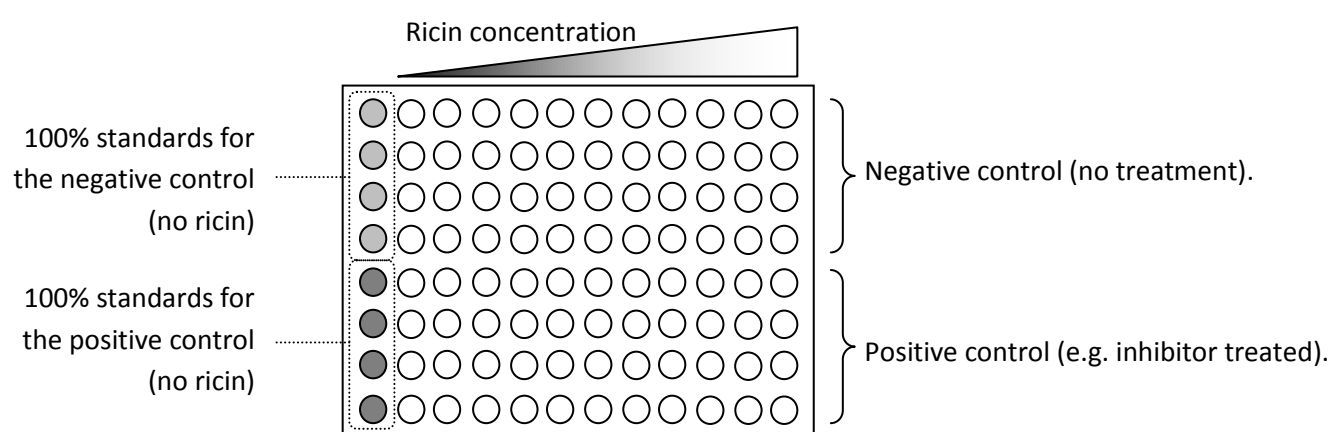 Ricin concentration
100% standards for
the negative control
(no ricin)
Negative control (no treatment).
100% standards for
the positive control
(no ricin)
Positive control (e.g. inhibitor treated).